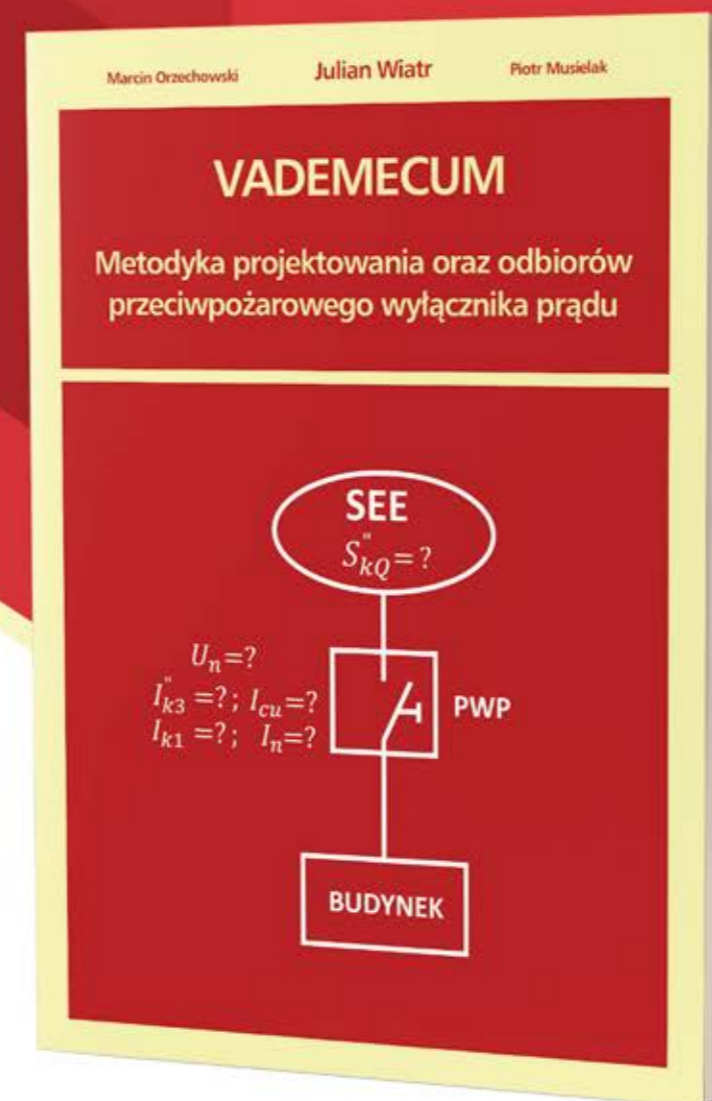 Marcin Orzechowski Julian Wiatr Piotr Musielak
VADEMECUM
Metodyka projektowania oraz odbiorów
przeciwpożarowego wyłącznika prądu
SEE
S"kQ=?
Un=?
I"k3 =?; Icu=?
Ik1 =?; In=?
PWP
BUDYNEK